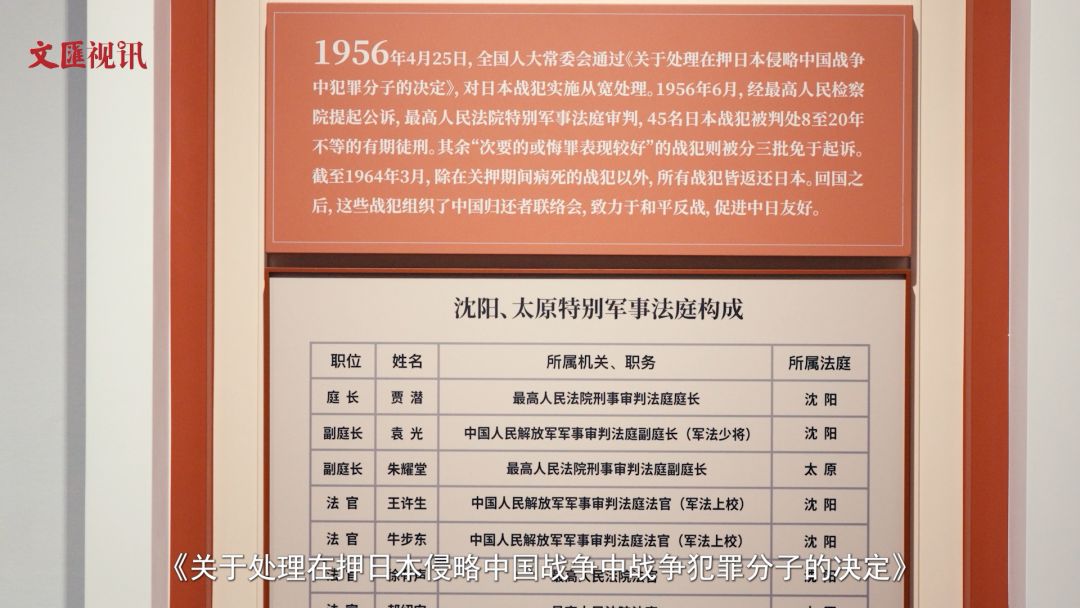 文匯视讯
1956年4月25日, 全国人大常委会通过《关于处理在押日本侵略中国战争
中犯罪分子的决定》, 对日本战犯实施从宽处理。1956年6月, 经最高人民检察
院提起公诉, 最高人民法院特别军事法庭审判, 45名日本战犯被判处8至20年
不等的有期徒刑。其余“次要的或悔罪表现较好”的战犯则被分三批免于起诉。
截至1964年3月, 除在关押期间病死的战犯以外, 所有战犯皆返还日本。回国之
后, 这些战犯组织了中国归还者联络会, 致力于和平反战, 促进中日友好。
沈阳、太原特别军事法庭构成
职位 姓名 所属机关、职务 所属法庭
庭 长 贾 潜 最高人民法院刑事审判法庭庭长 沈 阳
副庭长 袁 光 中国人民解放军军事审判法庭副庭长（军法少将） 沈 阳
副庭长 朱耀堂 最高人民法院刑事审判法庭副庭长 太 原
法 官 王许生 中国人民解放军军事审判法庭法官（军法上校） 沈 阳
法 官 牛步东 中国人民解放军军事审判法庭法官（军法上校） 沈 阳
《关于处理在押日本侵略中国战争中战争犯罪分子的决定》